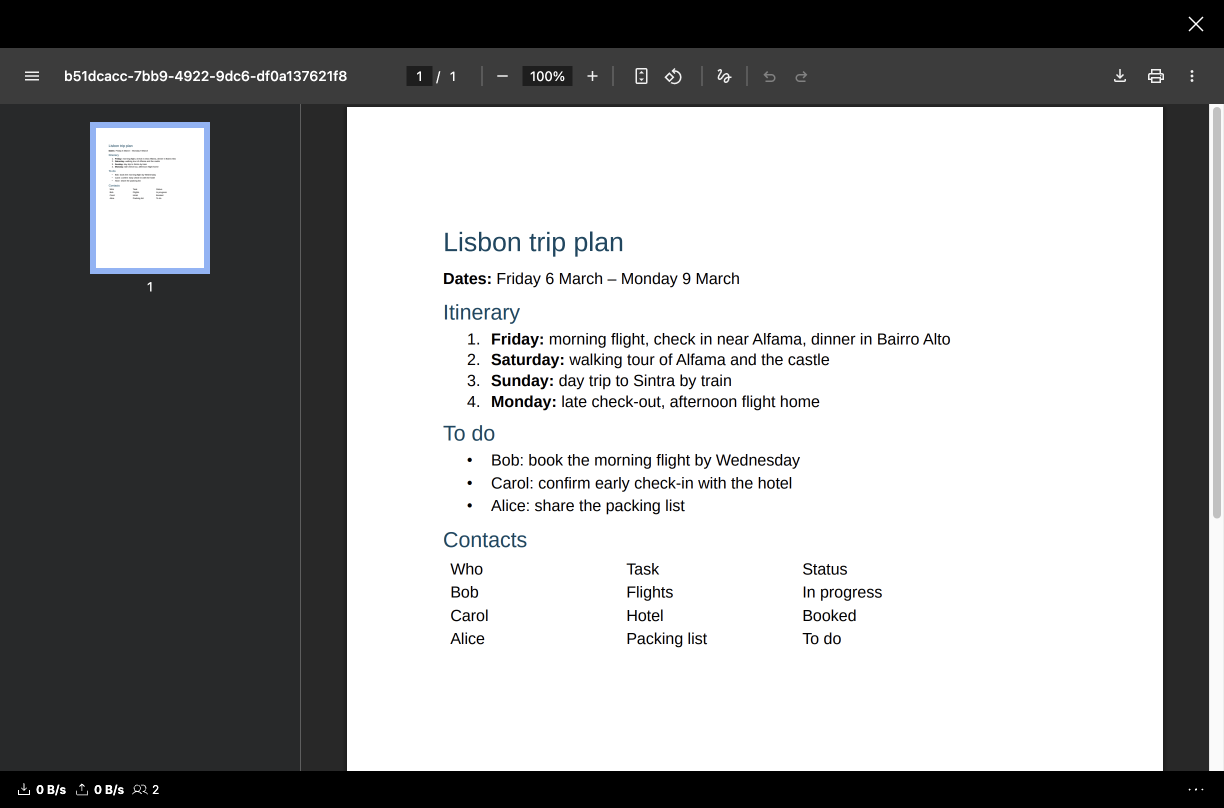 b51dcacc-7bb9-4922-9dc6-df0a137621f8
1 / 1
100%
1
Lisbon trip plan
Dates: Friday 6 March – Monday 9 March
Itinerary
1. Friday: morning flight, check in near Alfama, dinner in Bairro Alto
2. Saturday: walking tour of Alfama and the castle
3. Sunday: day trip to Sintra by train
4. Monday: late check-out, afternoon flight home
To do
• Bob: book the morning flight by Wednesday
• Carol: confirm early check-in with the hotel
• Alice: share the packing list
Contacts
Who Task Status
Bob Flights In progress
Carol Hotel Booked
Alice Packing list To do
0 B/s 0 B/s 2